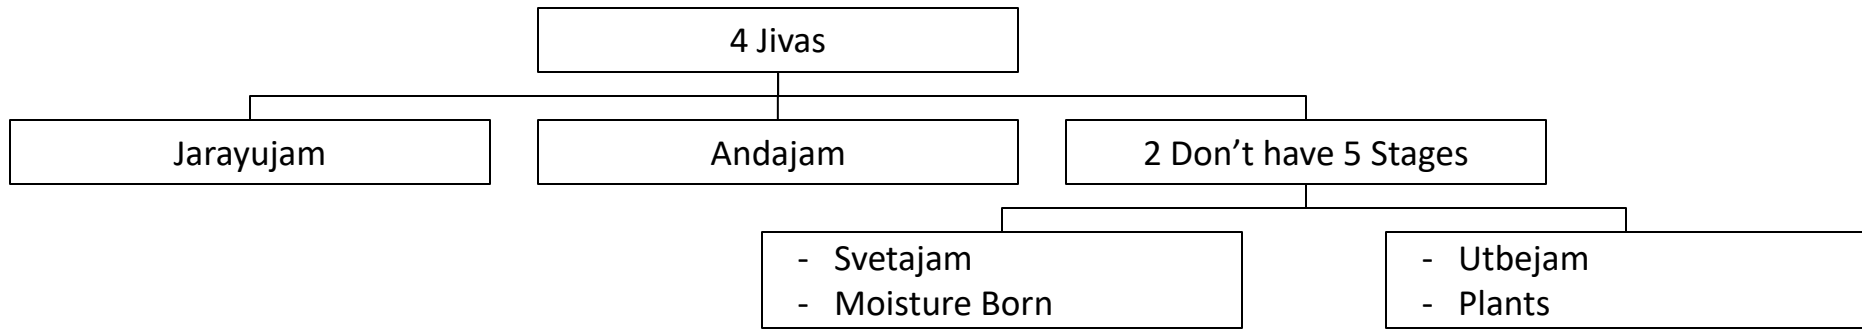 4 Jivas
Jarayujam
Andajam
2 Don’t have 5 Stages
- Svetajam
- Moisture Born
- Utbejam
- Plants